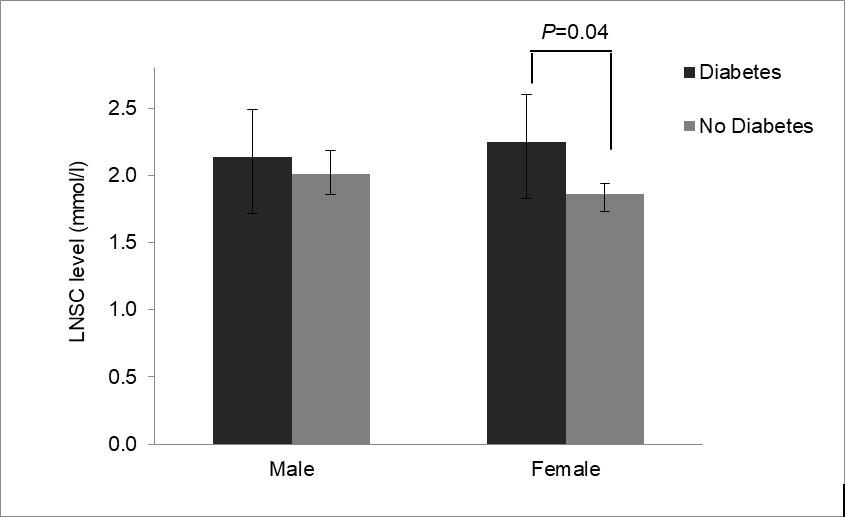 P=0.04
Diabetes
No Diabetes
LNSC level (mmol/l)
2.5
2.0
1.5
1.0
0.5
0.0
Male
Female